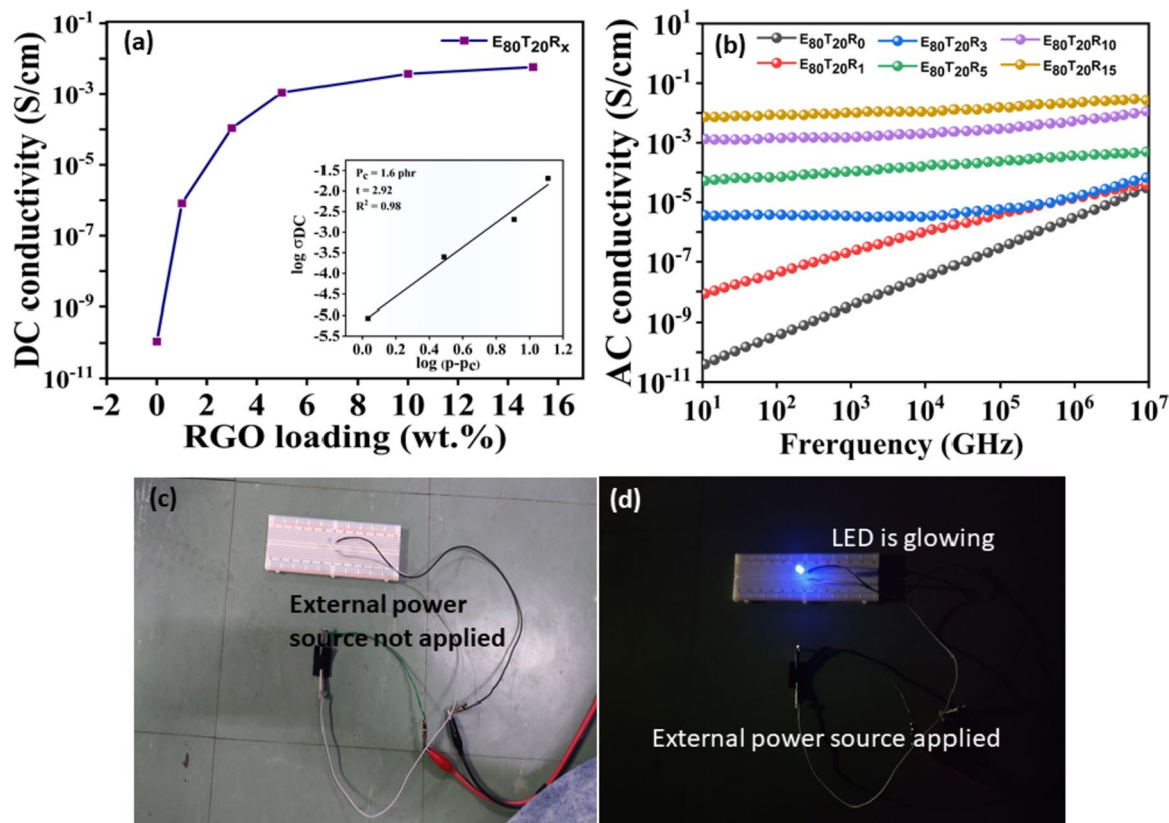 (a)
E₈₀T₂₀Rₓ
DC conductivity (S/cm)
10⁻¹
10⁻³
10⁻⁵
10⁻⁷
10⁻⁹
10⁻¹¹
-2 0 2 4 6 8 10 12 14 16
RGO loading (wt.%)
P_C = 1.6 phr
t = 2.92
R² = 0.98
log σDC
-1.5
-2.0
-2.5
-3.0
-3.5
-4.0
-4.5
-5.0
-5.5
0.0 0.2 0.4 0.6 0.8 1.0 1.2
log (p-p_C)
(b)
E₈₀T₂₀R₀ E₈₀T₂₀R₃ E₈₀T₂₀R₁₀
E₈₀T₂₀R₁ E₈₀T₂₀R₅ E₈₀T₂₀R₁₅
AC conductivity (S/cm)
10¹
10⁻¹
10⁻³
10⁻⁵
10⁻⁷
10⁻⁹
10⁻¹¹
10¹ 10² 10³ 10⁴ 10⁵ 10⁶ 10⁷
Frerquency (GHz)
(c)
External power
source not applied
(d)
LED is glowing
External power source applied